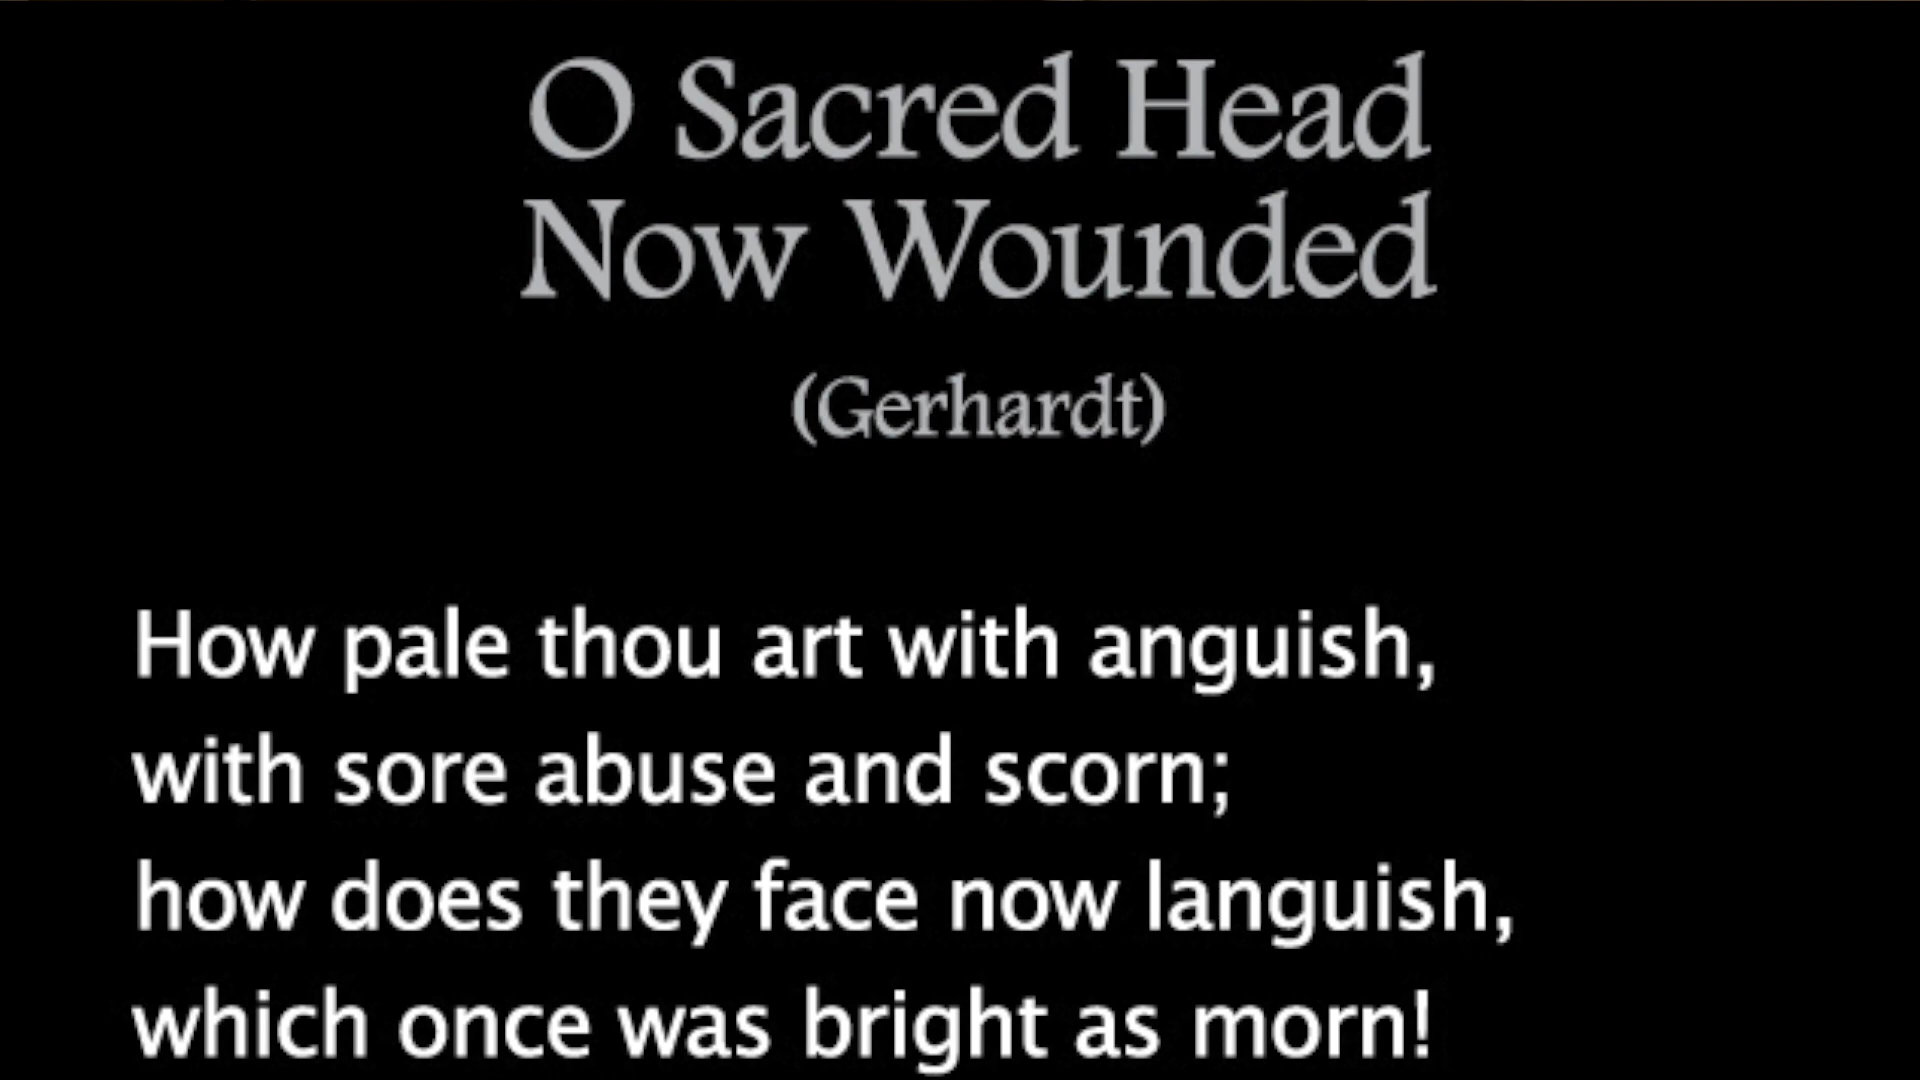 O Sacred Head
Now Wounded
(Gerhardt)
How pale thou art with anguish,
with sore abuse and scorn;
how does they face now languish,
which once was bright as morn!